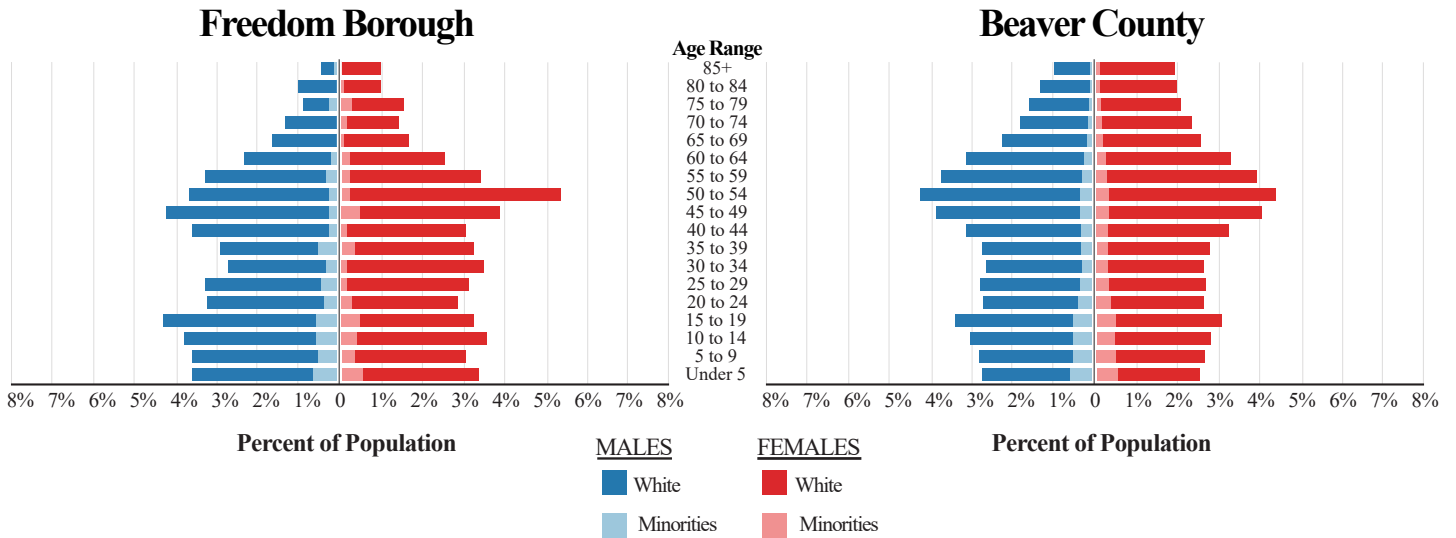 Freedom Borough
Beaver County
Age Range
85+
80 to 84
75 to 79
70 to 74
65 to 69
60 to 64
55 to 59
50 to 54
45 to 49
40 to 44
35 to 39
30 to 34
25 to 29
20 to 24
15 to 19
10 to 14
5 to 9
Under 5
8% 7% 6% 5% 4% 3% 2% 1% 0 1% 2% 3% 4% 5% 6% 7% 8%
8% 7% 6% 5% 4% 3% 2% 1% 0 1% 2% 3% 4% 5% 6% 7% 8%
Percent of Population
Percent of Population
MALES
FEMALES
White
White
Minorities
Minorities